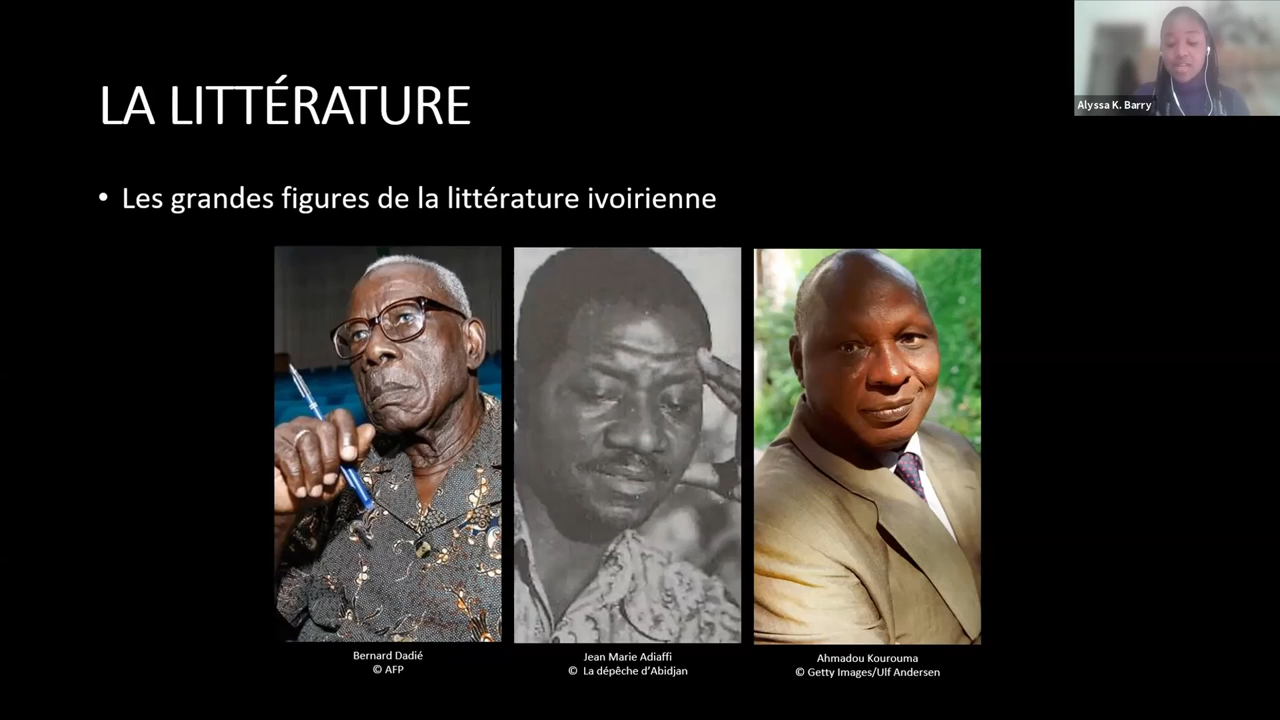 LA LITTÉRATURE
Alyssa K. Barry
• Les grandes figures de la littérature ivoirienne
Bernard Dadié
© AFP
Jean Marie Adiaffi
© La dépêche d'Abidjan
Ahmadou Kourouma
© Getty Images/Ulf Andersen